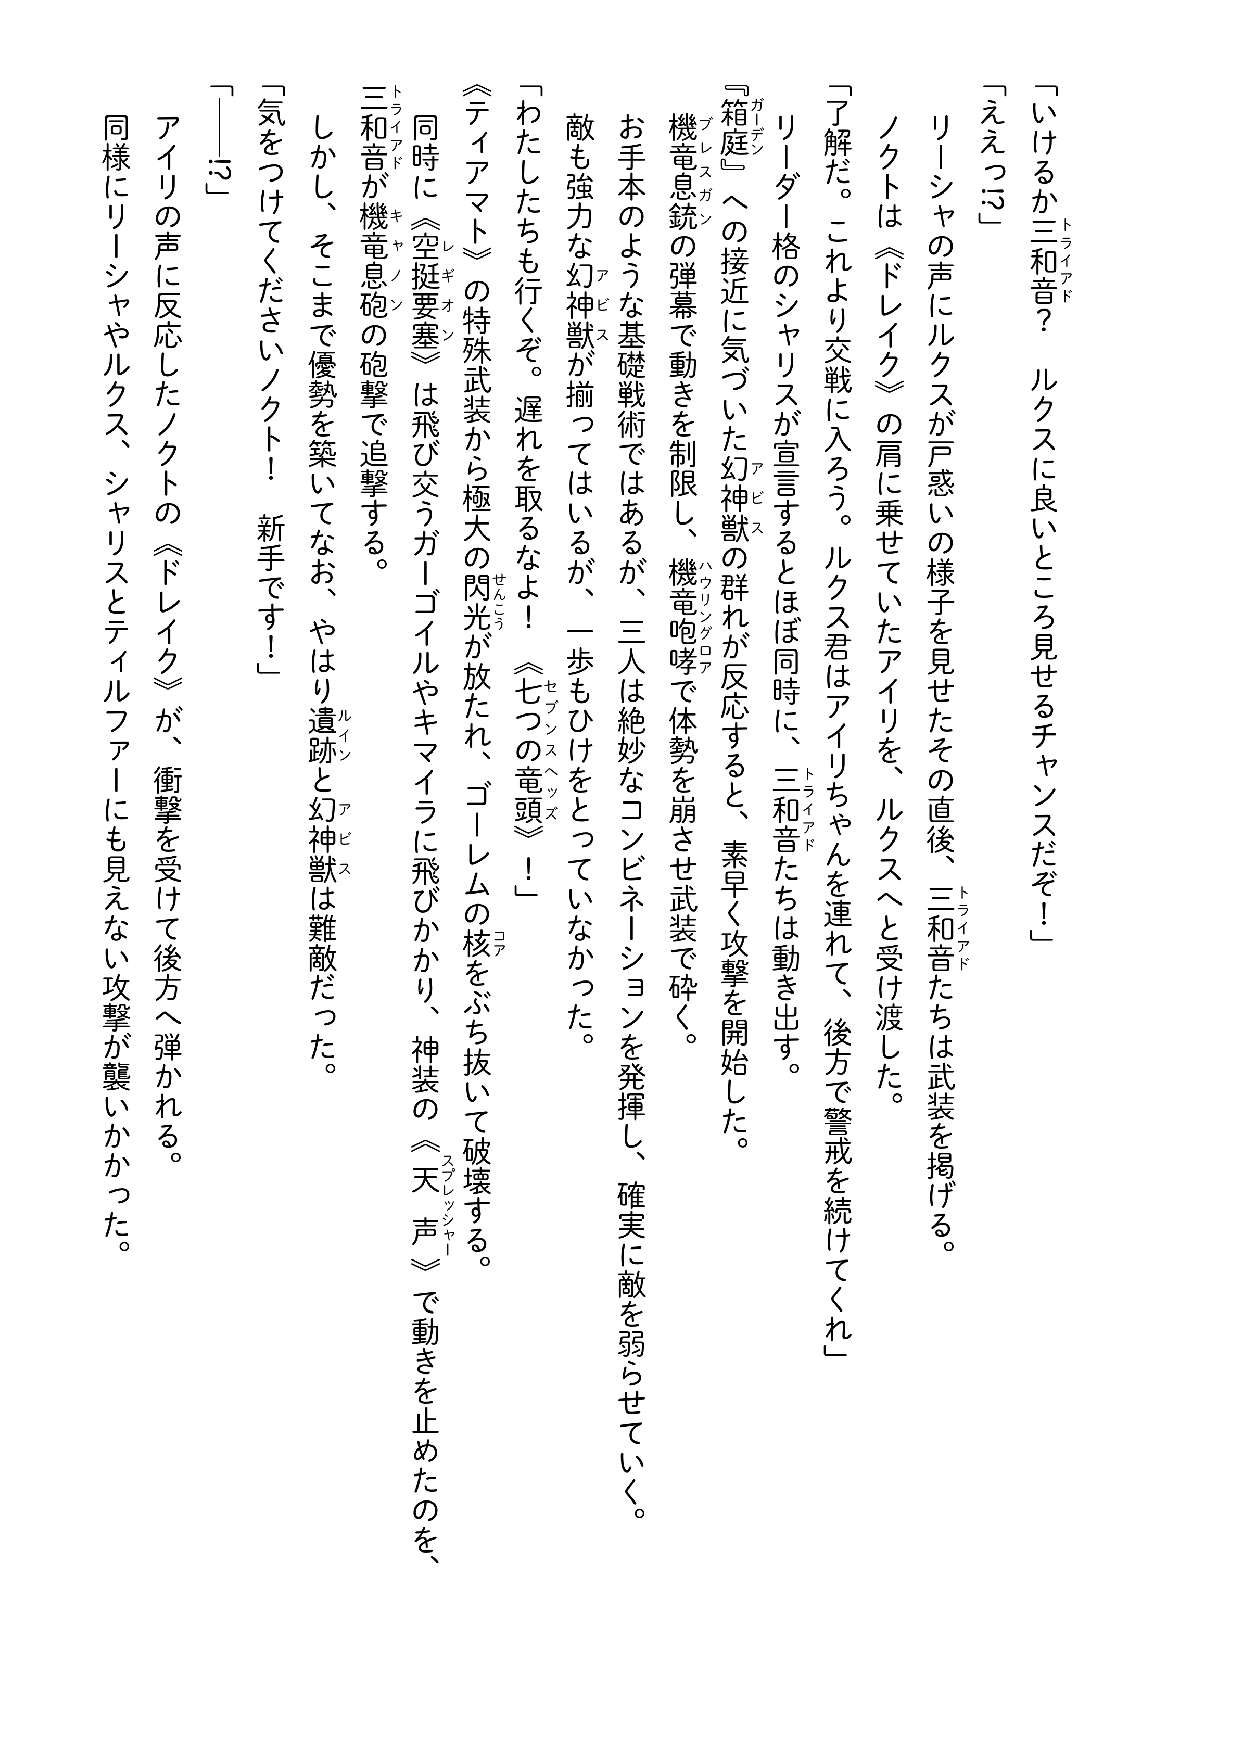 「いけるか三和音？　ルクスに良いところ見せるチャンスだぞ！」
「ええっ!?」
　リーシャの声にルクスが戸惑いの様子を見せたその直後、三和音たちは武装を掲げる。
　ノクトは《ドレイク》の肩に乗せていたアイリを、ルクスへと受け渡した。
「了解だ。これより交戦に入ろう。ルクス君はアイリちゃんを連れて、後方で警戒を続けてくれ」
　リーダー格のシャリスが宣言するとほぼ同時に、三和音たちは動き出す。
『箱庭』への接近に気づいた幻神獣の群れが反応すると、素早く攻撃を開始した。
　機竜息銃の弾幕で動きを制限し、機竜咆哮で体勢を崩させ武装で砕く。
　お手本のような基礎戦術ではあるが、三人は絶妙なコンビネーションを発揮し、確実に敵を弱らせていく。
　敵も強力な幻神獣が揃ってはいるが、一歩もひけをとっていなかった。
「わたしたちも行くぞ。遅れを取るなよ！　《七つの竜頭》！」
《ティアマト》の特殊武装から極大の閃光が放たれ、ゴーレムの核をぶち抜いて破壊する。
　同時に《空挺要塞》は飛び交うガーゴイルやキマイラに飛びかかり、神装の《天声》で動きを止めたのを、
三和音が機竜息砲の砲撃で追撃する。
　しかし、そこまで優勢を築いてなお、やはり遺跡と幻神獣は難敵だった。
「気をつけてくださいノクト！　新手です！」
「――!?」
　アイリの声に反応したノクトの《ドレイク》が、衝撃を受けて後方へ弾かれる。
　同様にリーシャやルクス、シャリスとティルファーにも見えない攻撃が襲いかかった。